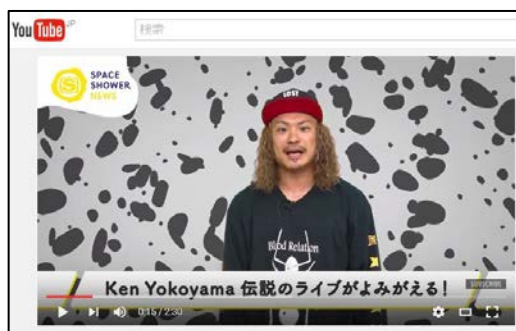 You Tube JP
検索
SPACE
SHOWER
NEWS
LOST
Blood Relation
Ken Yokoyama 伝説のライブがよみがえる!
SUBSCRIBE
0:15 / 2:30